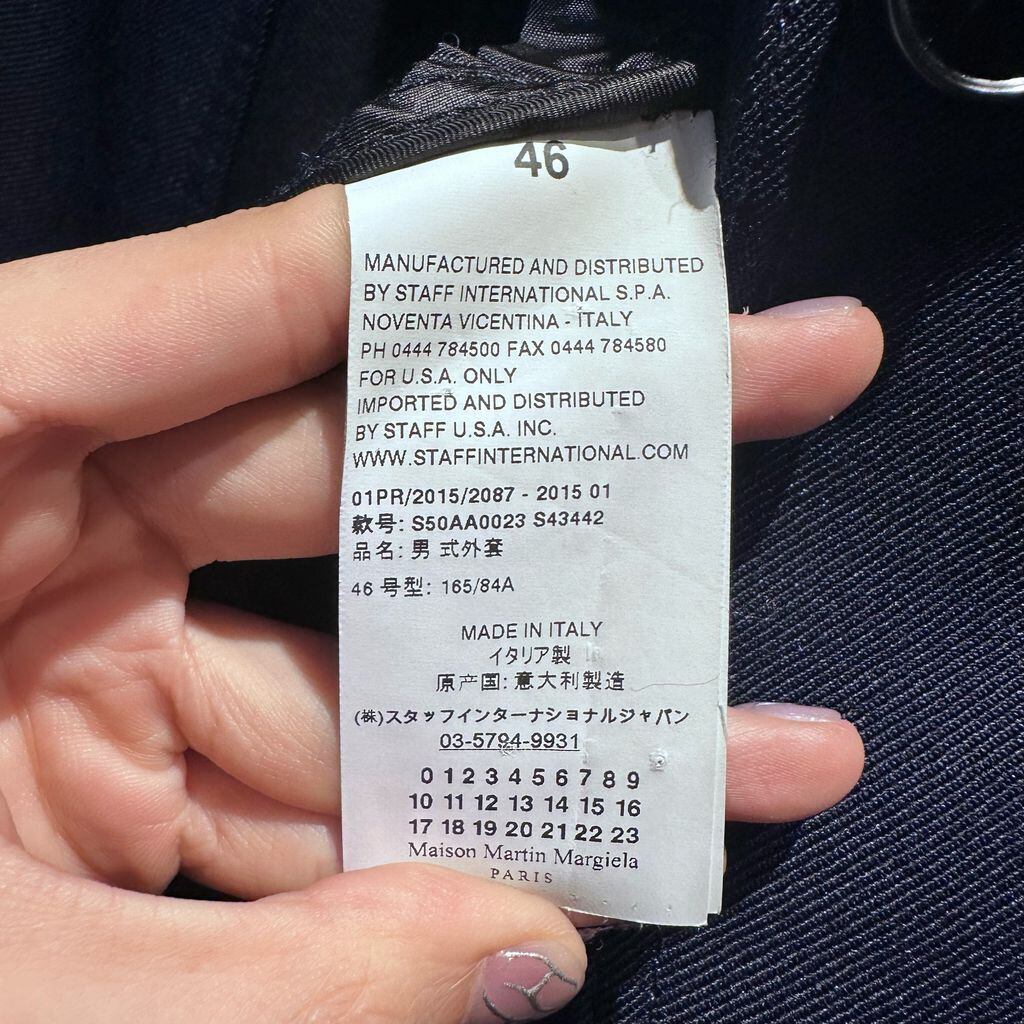 46
MANUFACTURED AND DISTRIBUTED
BY STAFF INTERNATIONAL S.P.A.
NOVENTA VICENTINA - ITALY
PH 0444 784500 FAX 0444 784580
FOR U.S.A. ONLY
IMPORTED AND DISTRIBUTED
BY STAFF U.S.A. INC.
WWW.STAFFINTERNATIONAL.COM
01PR/2015/2087 - 2015 01
款号: S50AA0023 S43442
品名: 男 式外套
46 号型: 165/84A
MADE IN ITALY
イタリア製
原产国: 意大利製造
(株)スタッフインターナショナルジャパン
03-5794-9931
0 1 2 3 4 5 6 7 8 9
10 11 12 13 14 15 16
17 18 19 20 21 22 23
Maison Martin Margiela
PARIS